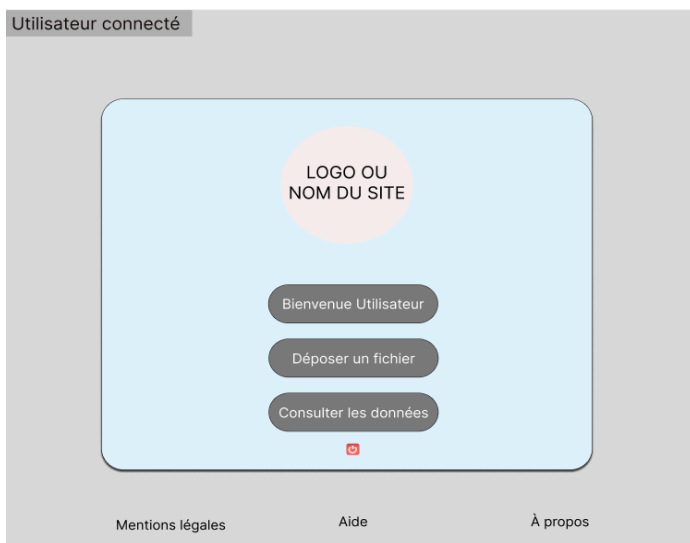 Utilisateur connecté
LOGO OU
NOM DU SITE
Bienvenue Utilisateur
Déposer un fichier
Consulter les données
Mentions légales
Aide
À propos